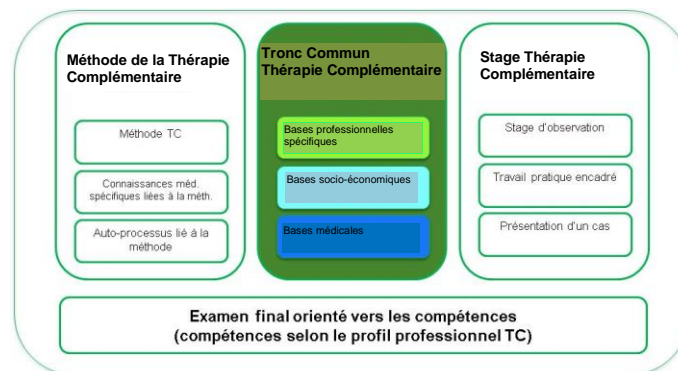 Méthode de la Thérapie
Complémentaire
Méthode TC
Connaissances méd.
spécifiques liées à la méth.
Auto-processus lié à la
méthode
Tronc Commun
Thérapie Complémentaire
Bases professionnelles
spécifiques
Bases socio-économiques
Bases médicales
Stage Thérapie
Complémentaire
Stage d'observation
Travail pratique encadré
Présentation d'un cas
Examen final orienté vers les compétences
(compétences selon le profil professionnel TC)